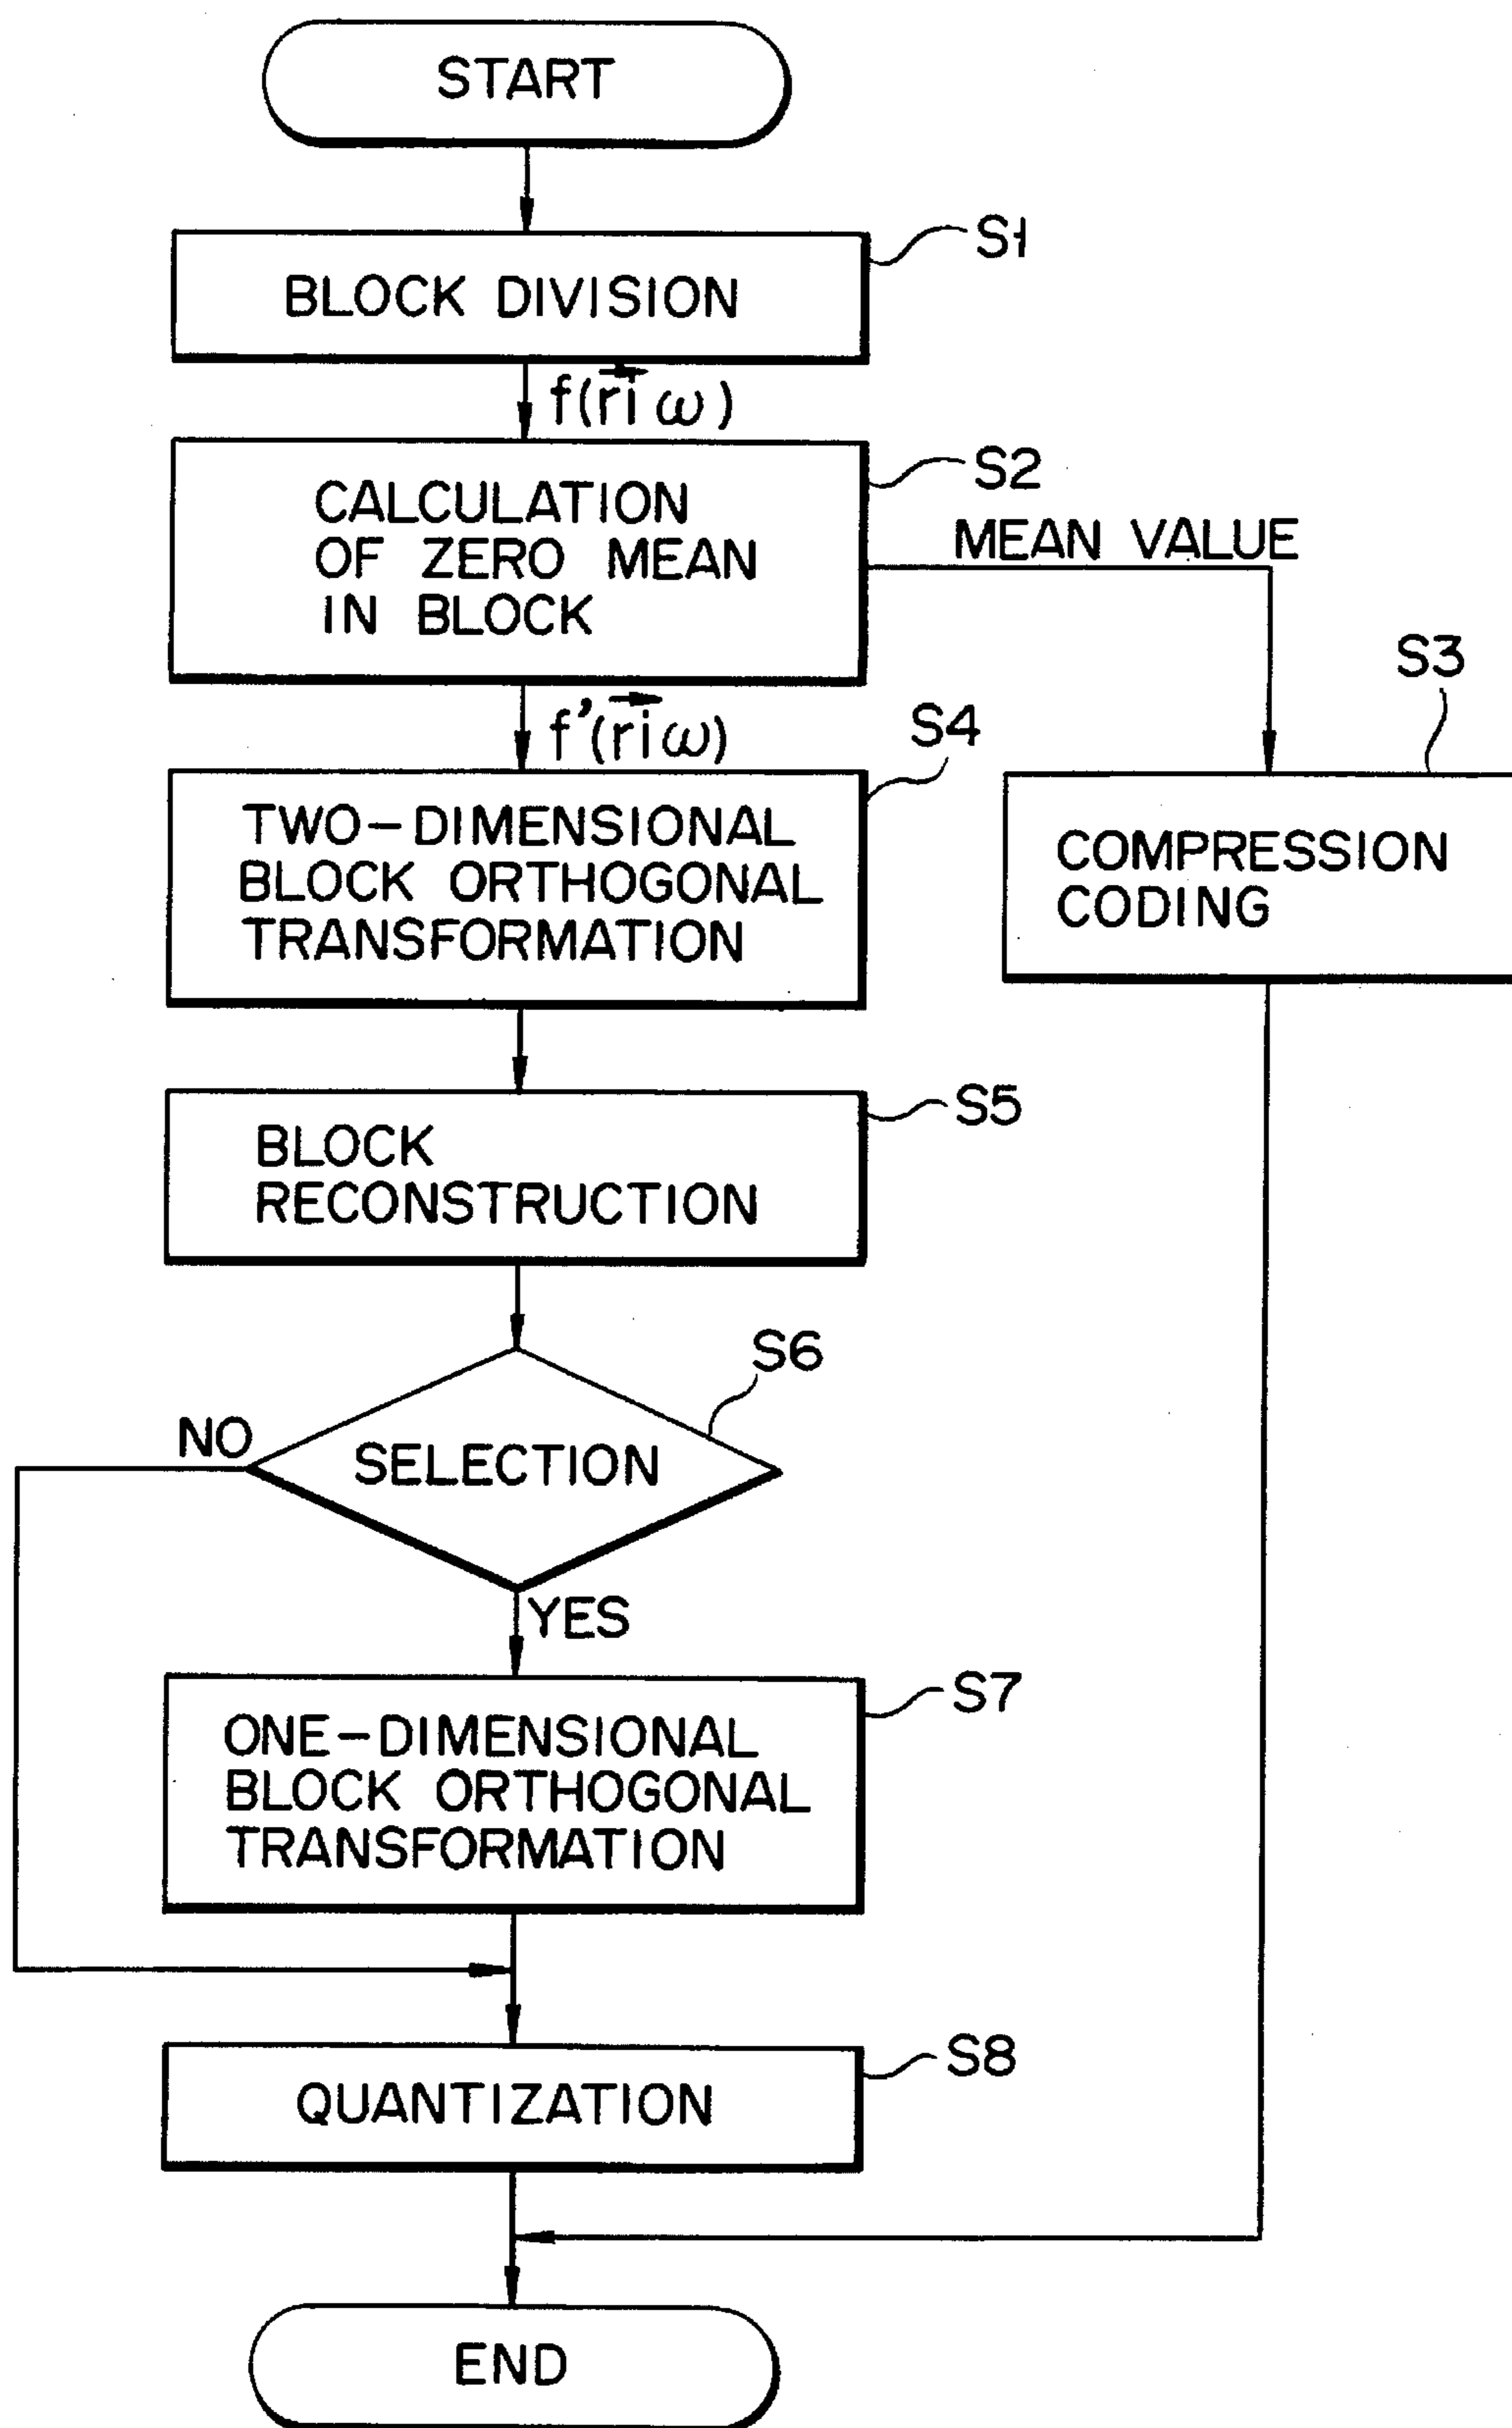 START
S1
BLOCK DIVISION
f(r⃗i ω)
S2
CALCULATION
OF ZERO MEAN
IN BLOCK
MEAN VALUE
S3
f'(r⃗i ω)
S4
TWO-DIMENSIONAL
BLOCK ORTHOGONAL
TRANSFORMATION
COMPRESSION
CODING
S5
BLOCK
RECONSTRUCTION
S6
NO
SELECTION
YES
S7
ONE-DIMENSIONAL
BLOCK ORTHOGONAL
TRANSFORMATION
S8
QUANTIZATION
END